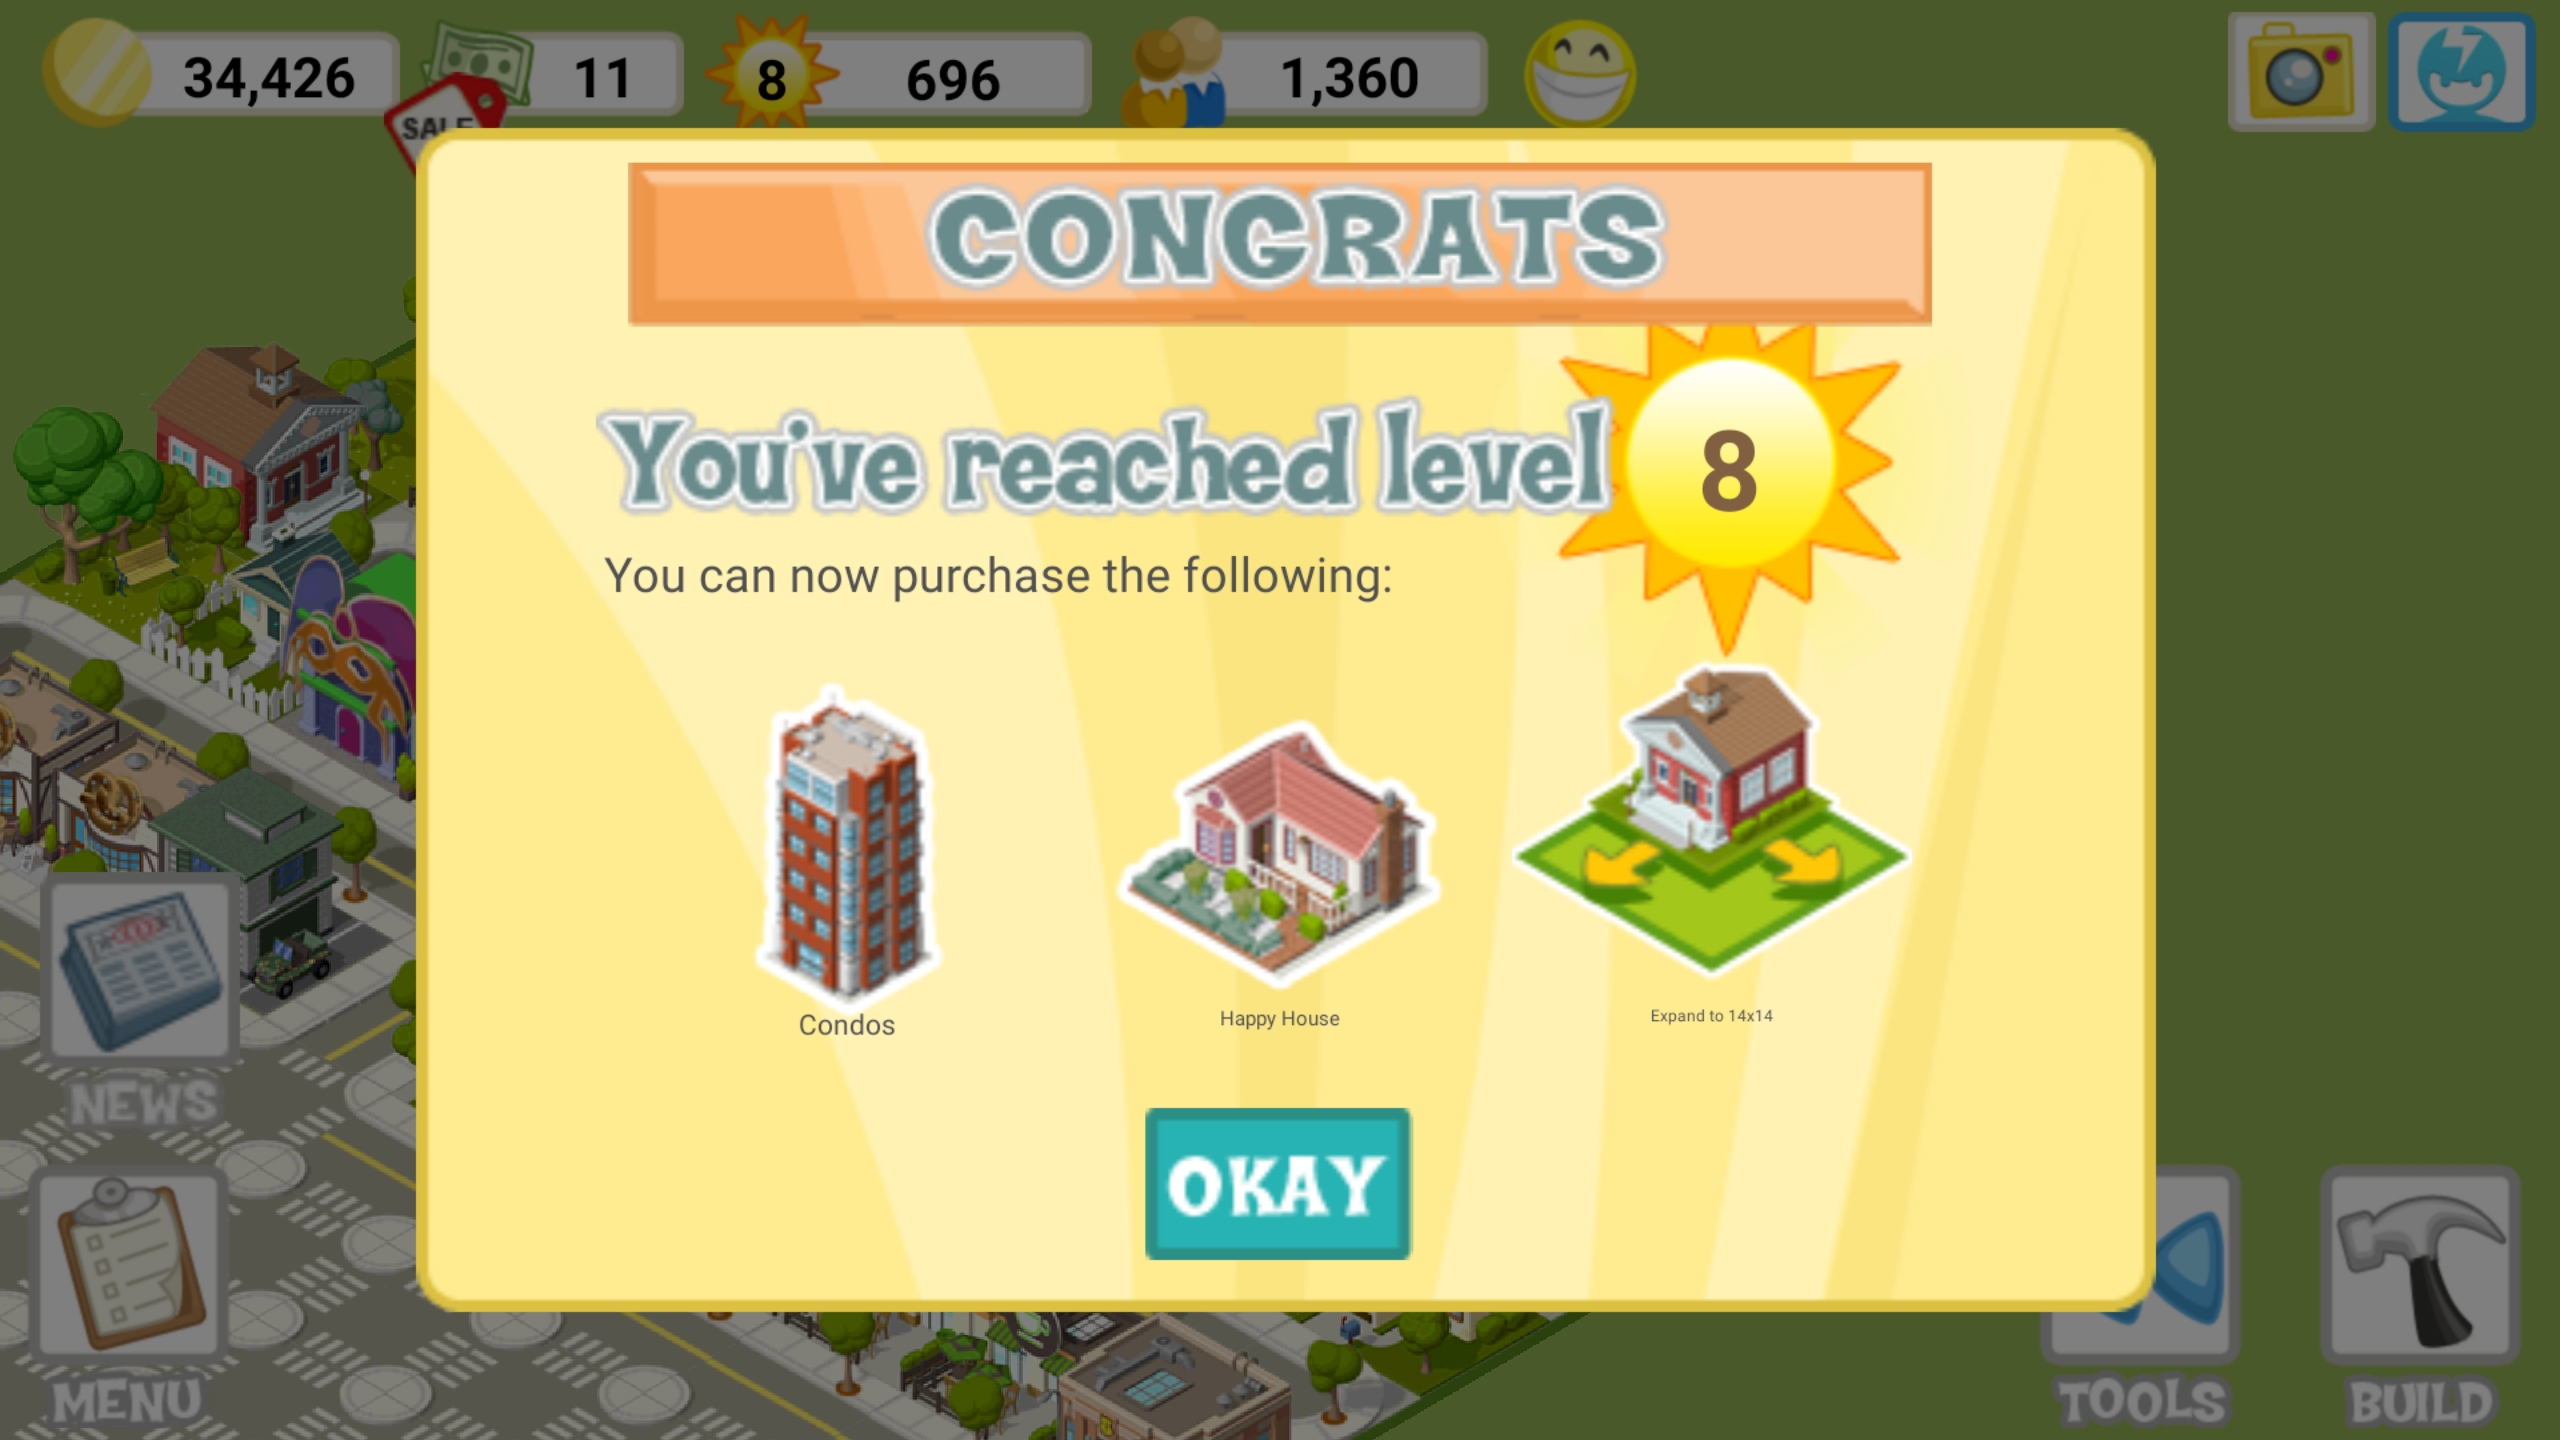 34,426
11
8
696
1,360
SALE
CONGRATS
You've reached level
8
You can now purchase the following:
Condos
Happy House
Expand to 14x14
OKAY
NEWS
MENU
TOOLS
BUILD